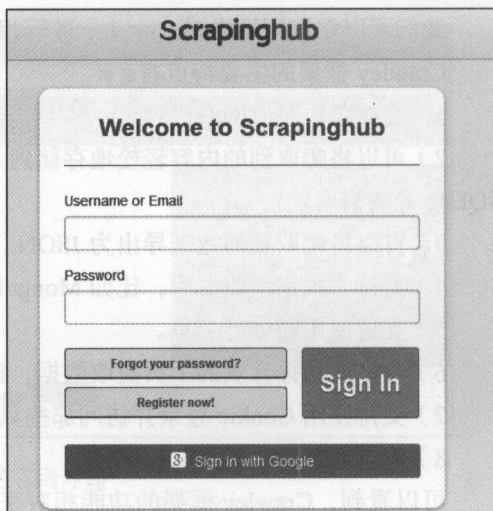 Scrapinghub
Welcome to Scrapinghub
Username or Email
Password
Forgot your password?
Register now!
Sign In
Sign in with Google